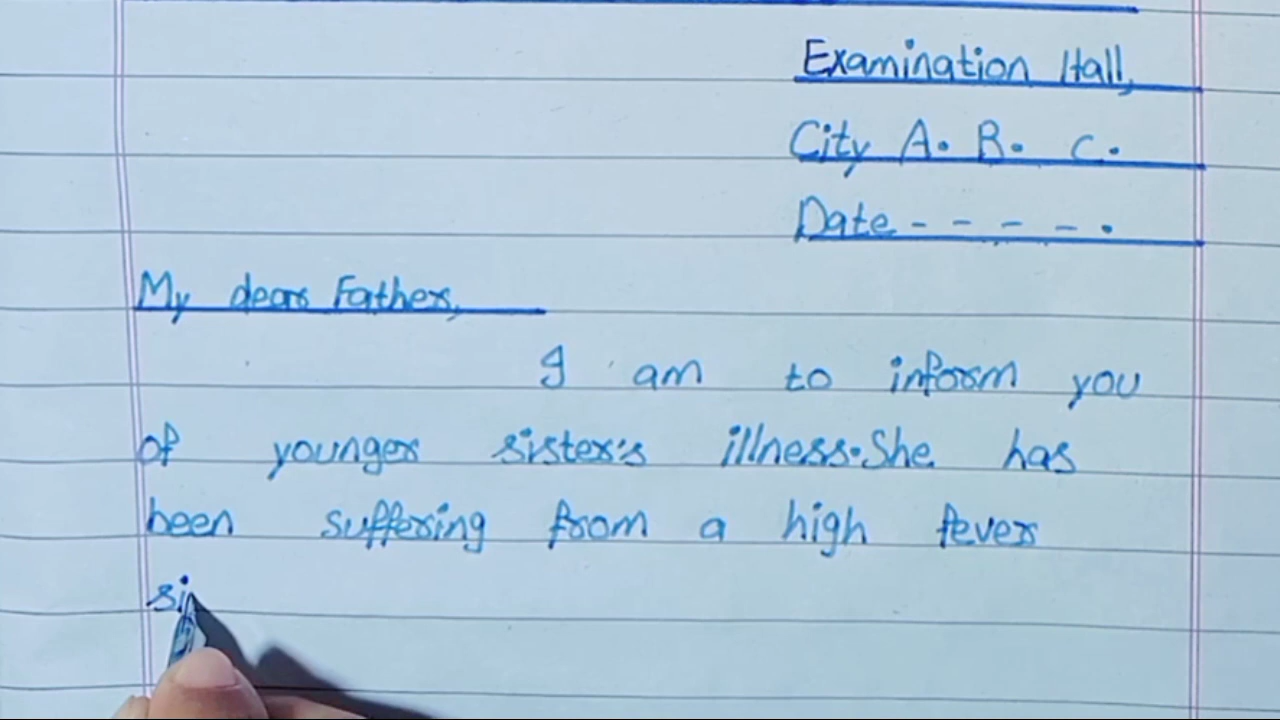 Examination Hall,
City A. B. C.
Date - - - - .
My dear Father,
I am to inform you
of younger sister's illness. She has
been suffering from a high fever
si